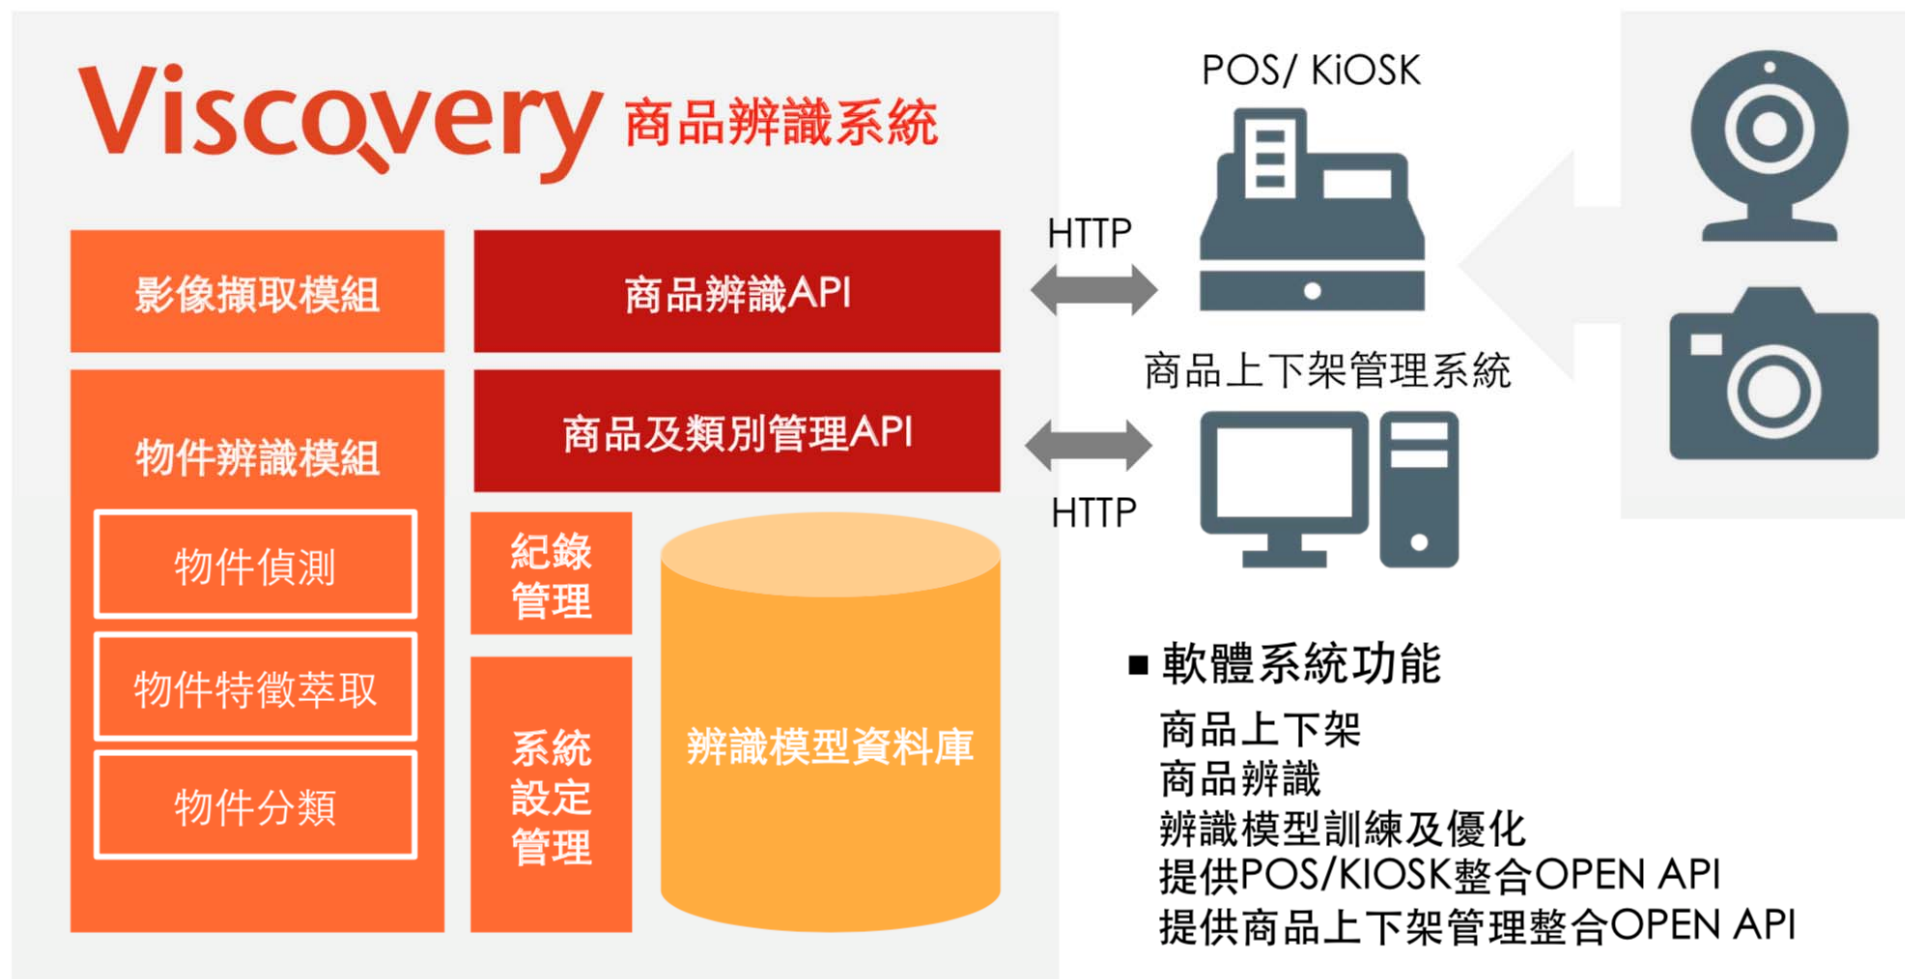 Viscovery 商品辨識系統
影像擷取模組
商品辨識API
物件辨識模組
物件偵測
物件特徵萃取
物件分類
商品及類別管理API
紀錄
管理
系統
設定
管理
辨識模型資料庫
HTTP
HTTP
POS/ KiOSK
商品上下架管理系統
■ 軟體系統功能
商品上下架
商品辨識
辨識模型訓練及優化
提供POS/KIOSK整合OPEN API
提供商品上下架管理整合OPEN API